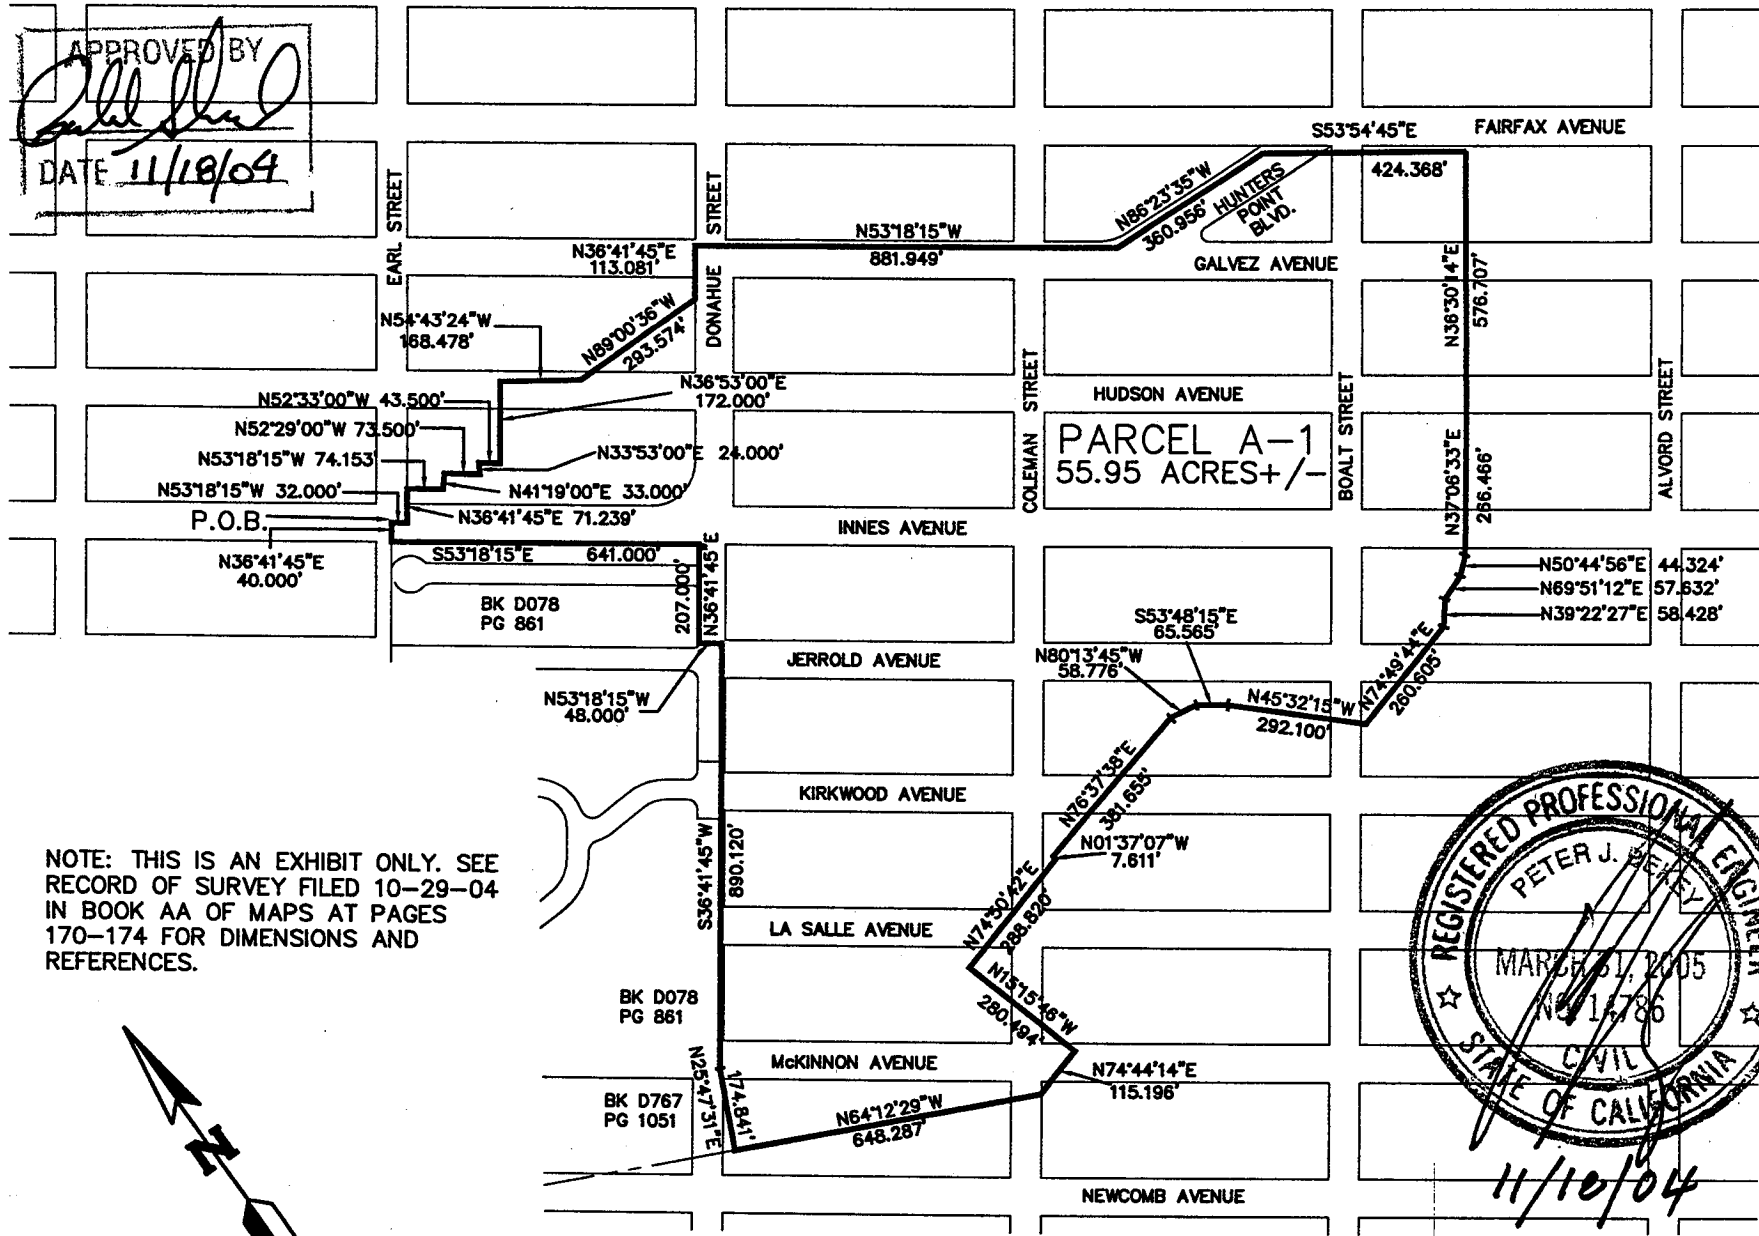 APPROVED BY
DATE 11/18/04
S53°54'45"E
FAIRFAX AVENUE
424.368'
EARL STREET
DONAHUE STREET
N86°23'35"W
360.956'
HUNTERS
POINT
BLVD.
N53°18'15"W
881.949'
N36°41'45"E
113.081'
GALVEZ AVENUE
N36°30'14"E
576.707'
N54°43'24"W
168.478'
N89°00'36"W
293.574'
N36°53'00"E
172.000'
HUDSON AVENUE
COLEMAN STREET
BOALT STREET
ALVORD STREET
N52°33'00"W 43.500'
N52°29'00"W 73.500'
N53°18'15"W 74.153'
N53°18'15"W 32.000'
N33°53'00"E 24.000'
N41°19'00"E 33.000'
N36°41'45"E 71.239'
PARCEL A-1
55.95 ACRES+/-
N37°06'33"E
266.466'
P.O.B.
INNES AVENUE
N36°41'45"E
40.000'
S53°18'15"E 641.000'
BK D078
PG 861
207.000'
N36°41'45"E
N50°44'56"E 44.324'
N69°51'12"E 57.632'
N39°22'27"E 58.428'
S53°48'15"E
65.565'
JERROLD AVENUE
N80°13'45"W
58.776'
N53°18'15"W
48.000'
N45°32'15"W
292.100'
N74°49'44"E
260.605'
KIRKWOOD AVENUE
N76°37'38"E
381.655'
N01°37'07"W
7.611'
S36°41'45"W
890.120'
NOTE: THIS IS AN EXHIBIT ONLY. SEE
RECORD OF SURVEY FILED 10-29-04
IN BOOK AA OF MAPS AT PAGES
170-174 FOR DIMENSIONS AND
REFERENCES.
N74°50'42"E
288.820'
LA SALLE AVENUE
N15°15'46"W
280.494'
BK D078
PG 861
McKINNON AVENUE
N74°44'14"E
115.196'
N25°47'31"E
174.841'
BK D767
PG 1051
N64°12'29"W
648.287'
NEWCOMB AVENUE
N
REGISTERED PROFESSIONAL ENGINEER
PETER J.
MARCH 31, 2005
NO. 14786
CIVIL
STATE OF CALIFORNIA
11/18/04